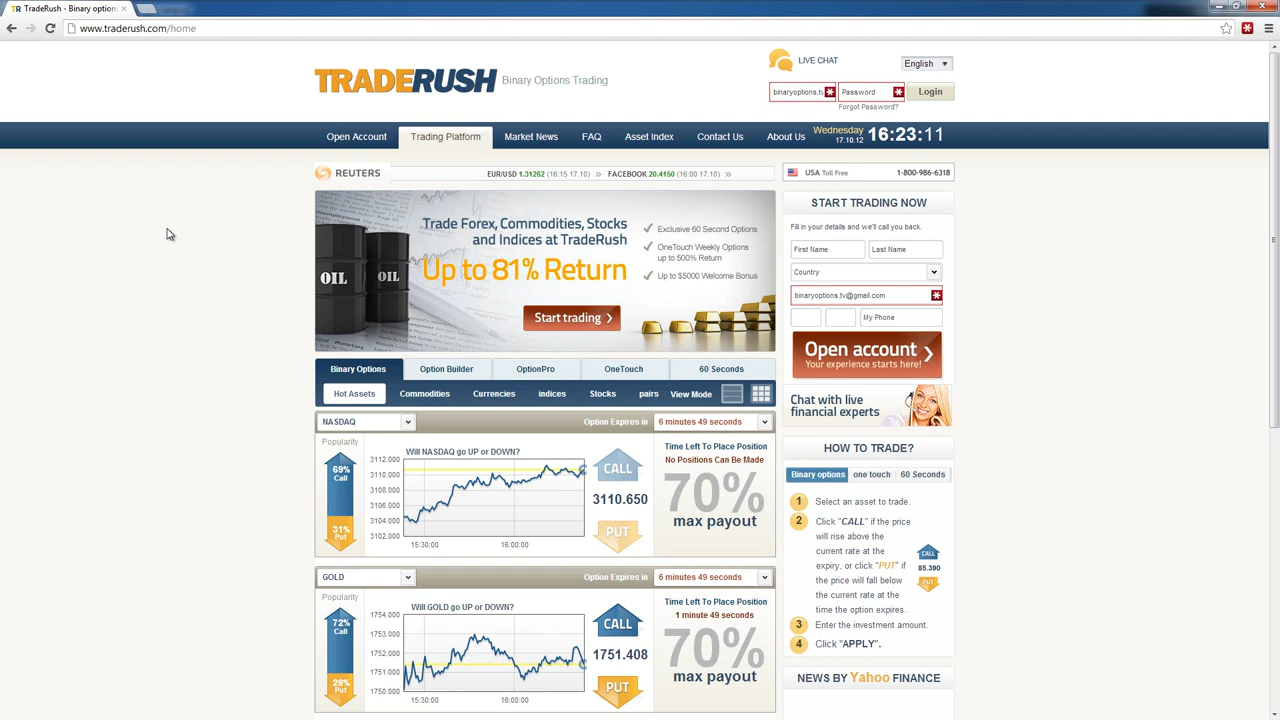 TradeRush - Binary option
www.traderush.com/home
TRADERUSH Binary Options Trading
LIVE CHAT
English
binaryoptions.tv
Password
Login
Forgot Password?
Open Account
Trading Platform
Market News
FAQ
Asset Index
Contact Us
About Us
Wednesday
17.10.12
16:23:11
REUTERS
EUR/USD 1.31262 (16:15 17.10) »
FACEBOOK 20.4150 (16:00 17.10) »
USA Toll Free 1-800-986-6318
Trade Forex, Commodities, Stocks
and Indices at TradeRush
Up to 81% Return
Start trading
Exclusive 60 Second Options
OneTouch Weekly Options
up to 500% Return
Up to $5000 Welcome Bonus
OIL
OIL
START TRADING NOW
Fill in your details and we'll call you back.
First Name
Last Name
Country
binaryoptions.tv@gmail.com
My Phone
Open account
Your experience starts here!
Chat with live
financial experts
Binary Options
Option Builder
OptionPro
OneTouch
60 Seconds
Hot Assets
Commodities
Currencies
indices
Stocks
pairs
View Mode
NASDAQ
Option Expires in
6 minutes 49 seconds
Popularity
69%
Call
31%
Put
Will NASDAQ go UP or DOWN?
3112.000
3110.000
3108.000
3106.000
3104.000
3102.000
15:30:00
16:00:00
CALL
3110.650
PUT
Time Left To Place Position
No Positions Can Be Made
70%
max payout
GOLD
Option Expires in
6 minutes 49 seconds
Popularity
72%
Call
28%
Put
Will GOLD go UP or DOWN?
1754.000
1753.000
1752.000
1751.000
1750.000
15:30:00
16:00:00
CALL
1751.408
PUT
Time Left To Place Position
1 minute 49 seconds
70%
max payout
HOW TO TRADE?
Binary options
one touch
60 Seconds
1 Select an asset to trade.
2 Click "CALL" if the price
will rise above the
current rate at the
expiry, or click "PUT" if
the price will fall below
the current rate at the
time the option expires.
CALL
85.390
PUT
3 Enter the investment amount.
4 Click "APPLY".
NEWS BY Yahoo FINANCE